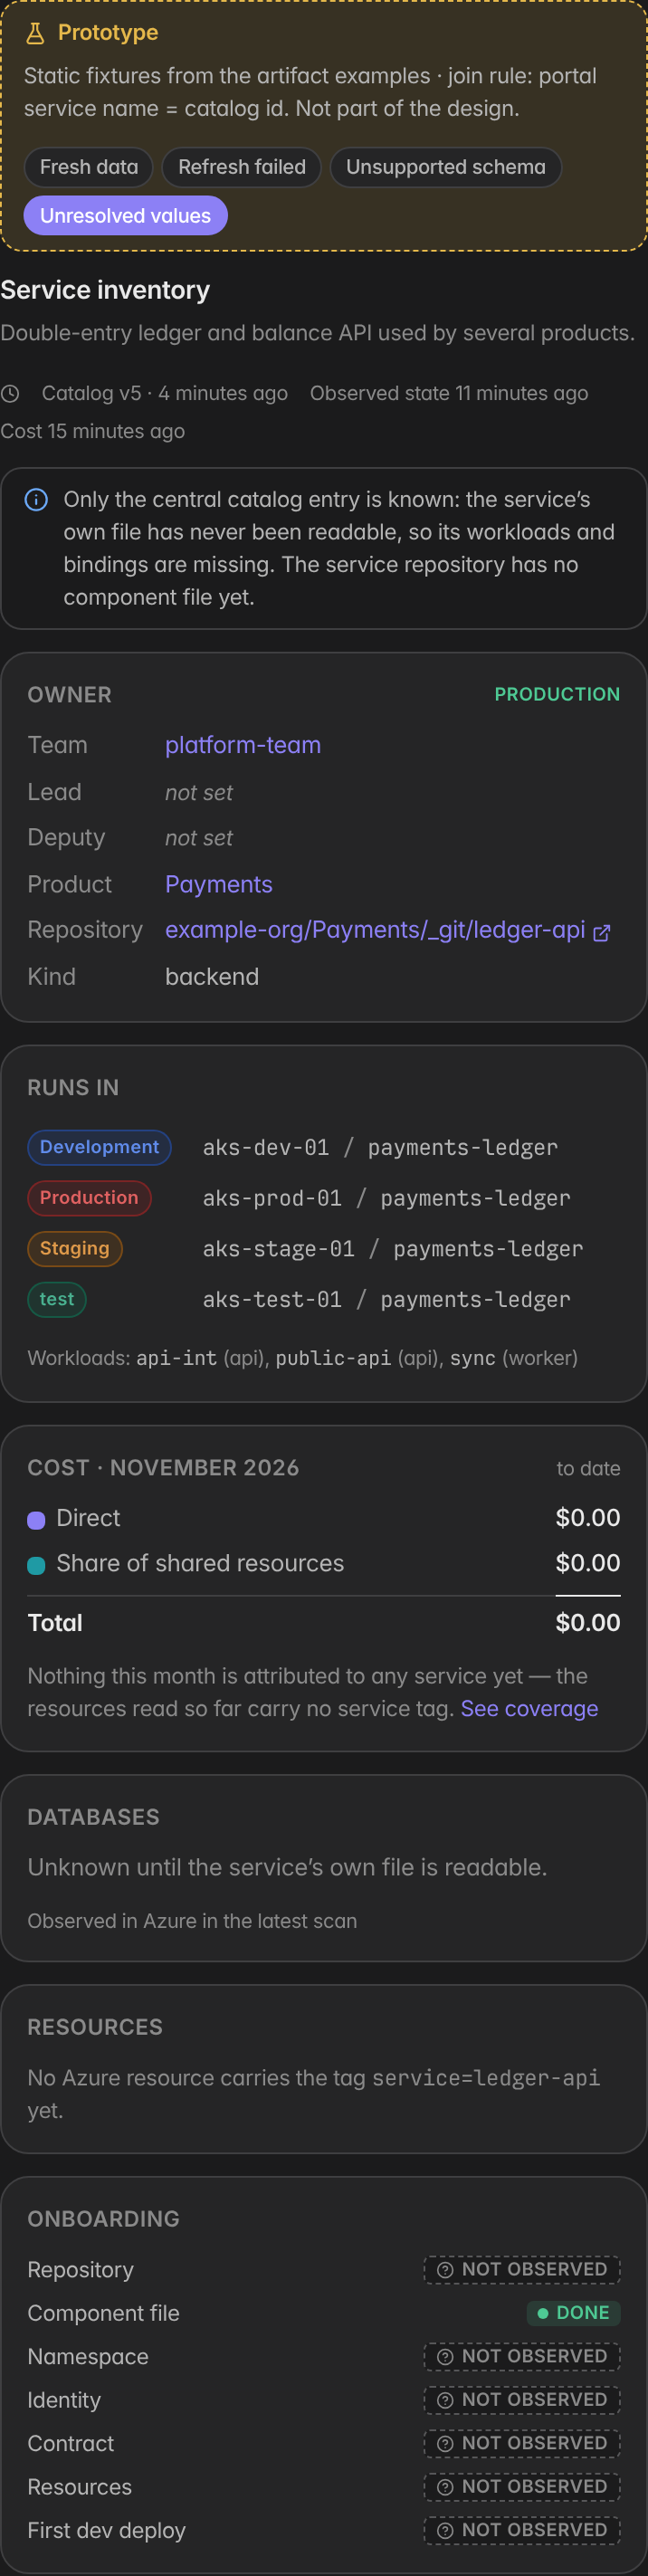 Prototype
Static fixtures from the artifact examples · join rule: portal
service name = catalog id. Not part of the design.
Fresh data
Refresh failed
Unsupported schema
Unresolved values
Service inventory
Double-entry ledger and balance API used by several products.
Catalog v5 · 4 minutes ago Observed state 11 minutes ago
Cost 15 minutes ago
Only the central catalog entry is known: the service’s
own file has never been readable, so its workloads and
bindings are missing. The service repository has no
component file yet.
OWNER PRODUCTION
Team platform-team
Lead not set
Deputy not set
Product Payments
Repository example-org/Payments/_git/ledger-api
Kind backend
RUNS IN
Development aks-dev-01 / payments-ledger
Production aks-prod-01 / payments-ledger
Staging aks-stage-01 / payments-ledger
test aks-test-01 / payments-ledger
Workloads: api-int (api), public-api (api), sync (worker)
COST · NOVEMBER 2026 to date
Direct $0.00
Share of shared resources $0.00
Total $0.00
Nothing this month is attributed to any service yet — the
resources read so far carry no service tag. See coverage
DATABASES
Unknown until the service’s own file is readable.
Observed in Azure in the latest scan
RESOURCES
No Azure resource carries the tag service=ledger-api
yet.
ONBOARDING
Repository NOT OBSERVED
Component file DONE
Namespace NOT OBSERVED
Identity NOT OBSERVED
Contract NOT OBSERVED
Resources NOT OBSERVED
First dev deploy NOT OBSERVED